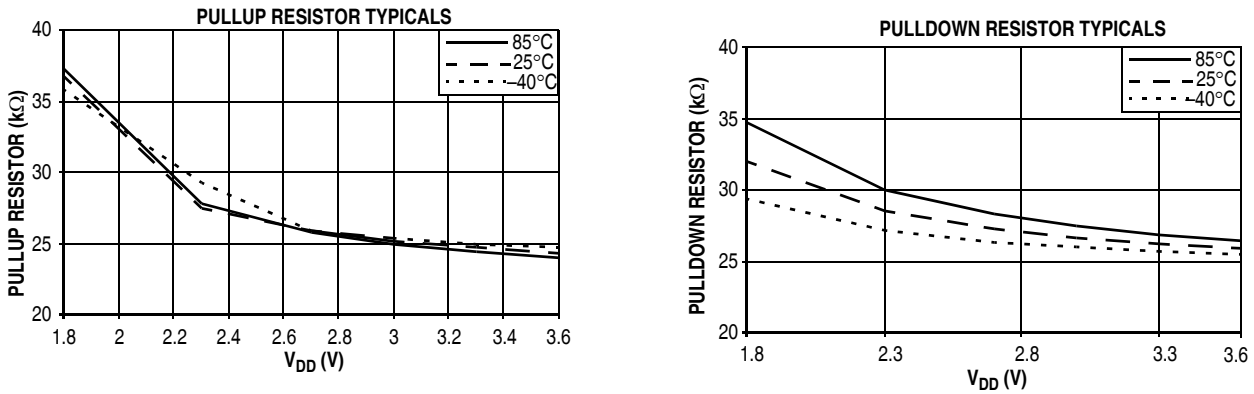 PULLUP RESISTOR TYPICALS
PULLUP RESISTOR (kΩ)
40
35
30
25
20
1.8 2 2.2 2.4 2.6 2.8 3 3.2 3.4 3.6
VDD (V)
85°C
25°C
–40°C
PULLDOWN RESISTOR TYPICALS
PULLDOWN RESISTOR (kΩ)
40
35
30
25
20
1.8 2.3 2.8 3.3 3.6
VDD (V)
85°C
25°C
–40°C